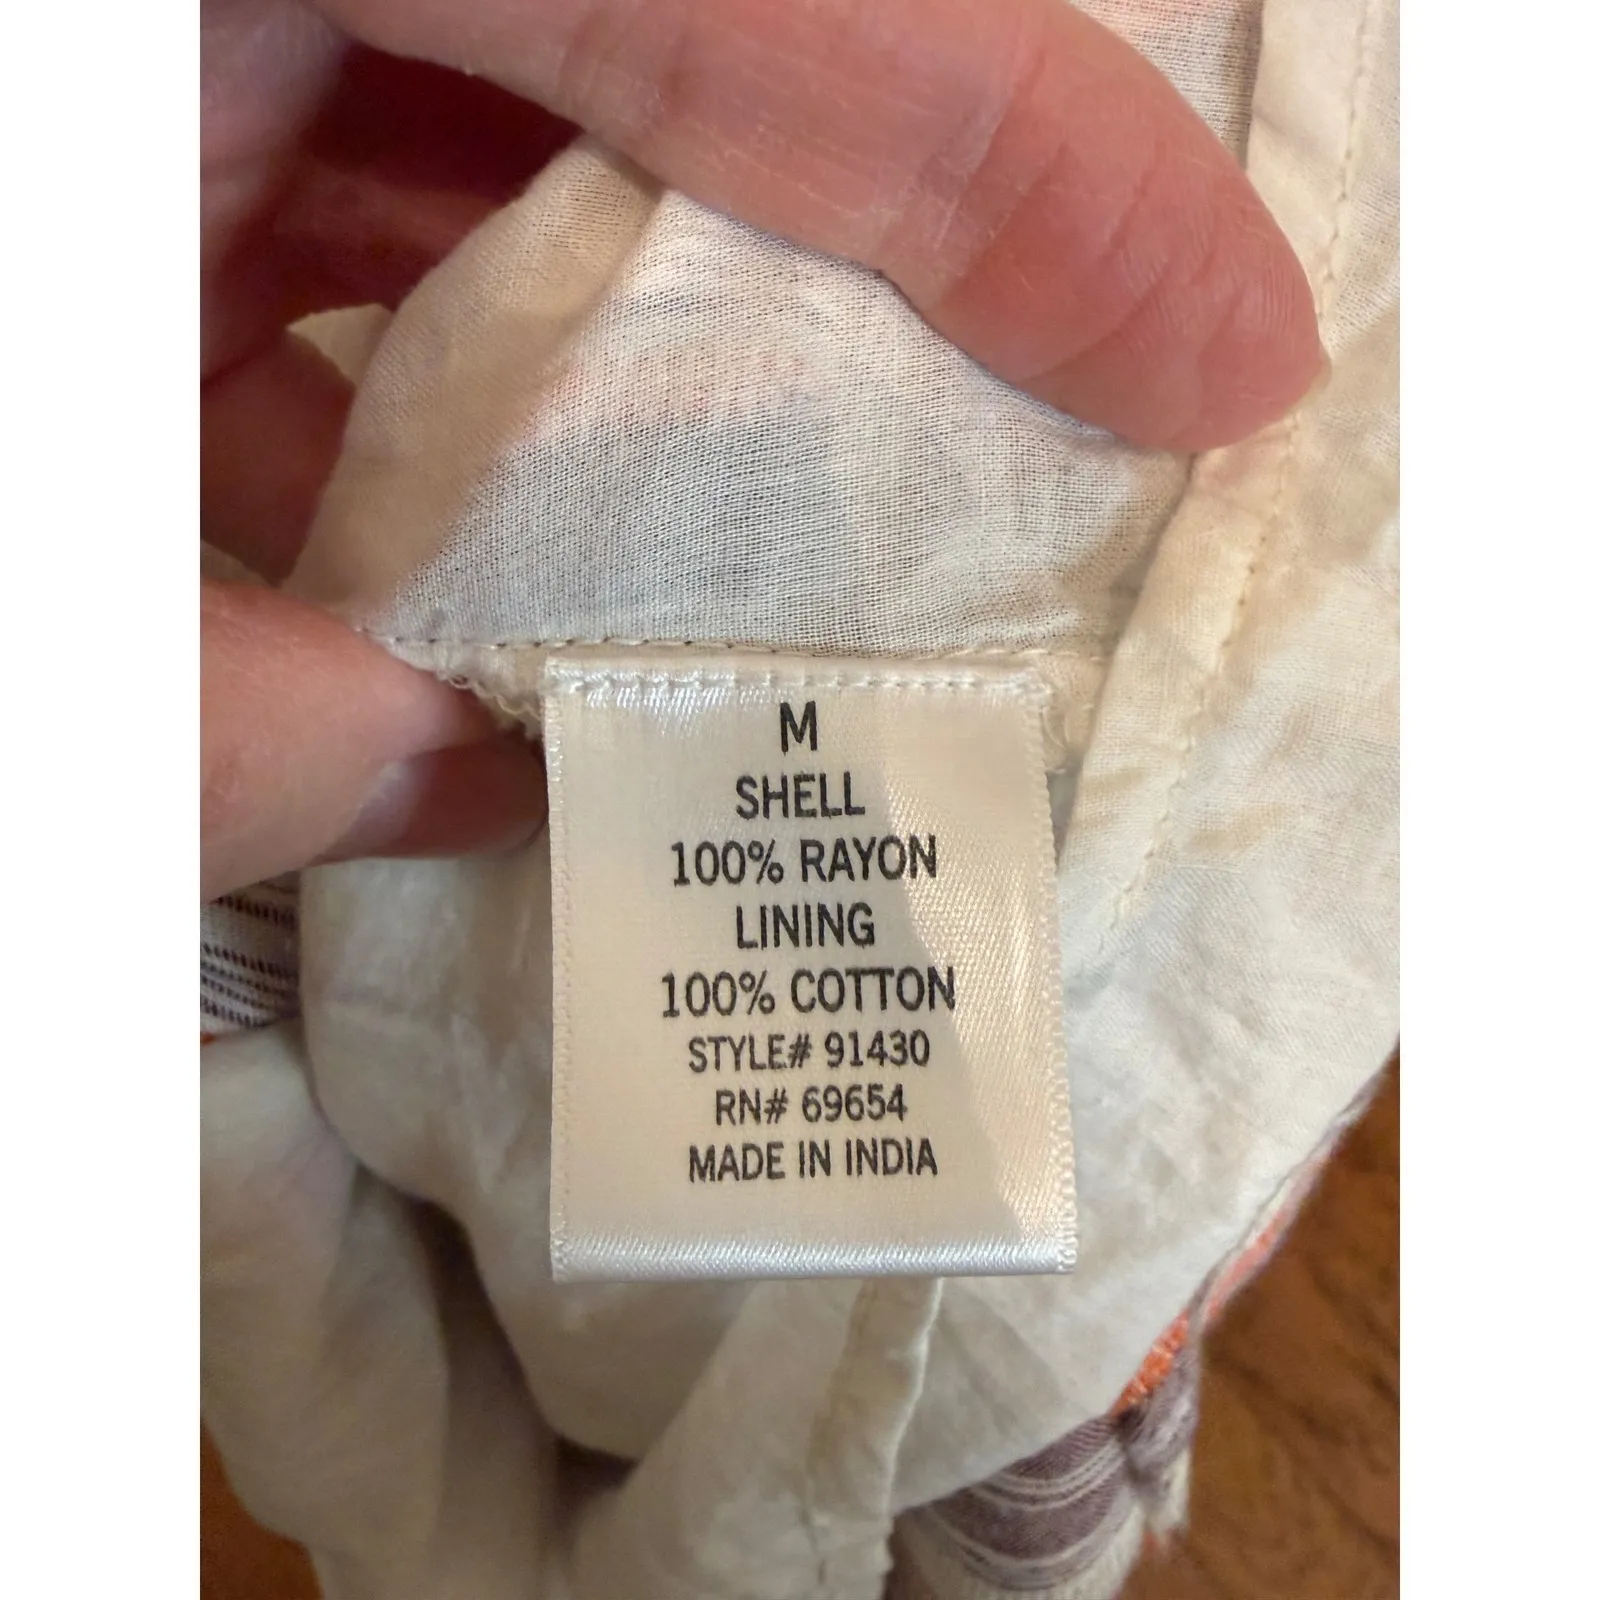 M
SHELL
100% RAYON
LINING
100% COTTON
STYLE# 91430
RN# 69654
MADE IN INDIA